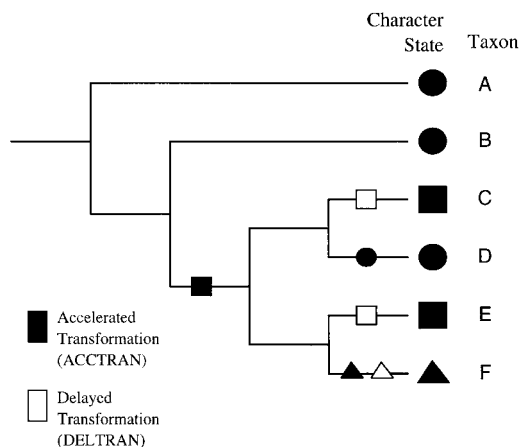 Character
State
Taxon
A
B
C
D
E
F
Accelerated
Transformation
(ACCTRAN)
Delayed
Transformation
(DELTRAN)